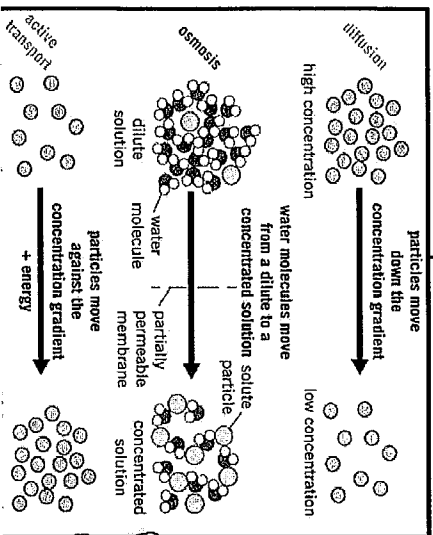 diffusion
particles move
down the
concentration gradient
high concentration
low concentration
osmosis
water molecules move
from a dilute to a
concentrated solution
solute
particle
dilute
solution
water
molecule
partially
permeable
membrane
concentrated
solution
active
transport
particles move
against the
concentration gradient
+ energy